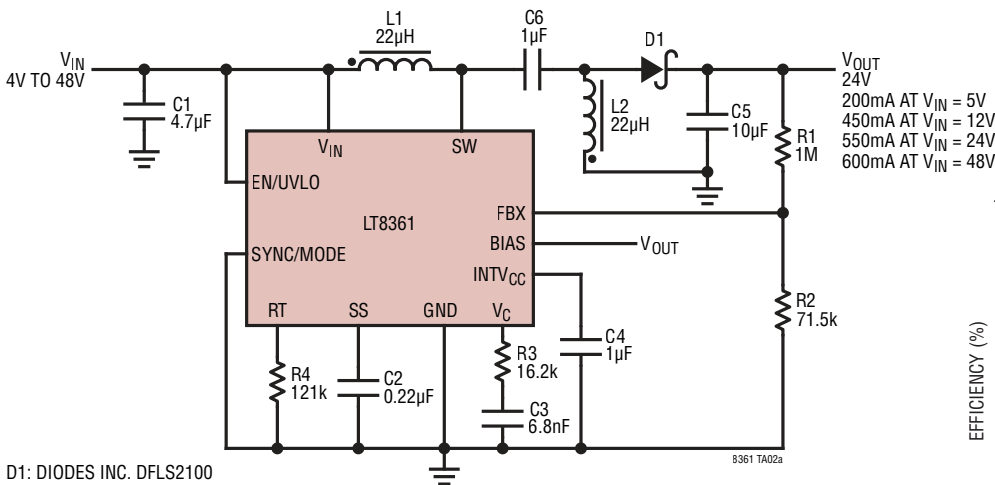 VIN
4V TO 48V
C1
4.7µF
L1
22µH
C6
1µF
D1
L2
22µH
C5
10µF
VOUT
24V
200mA AT VIN = 5V
450mA AT VIN = 12V
550mA AT VIN = 24V
600mA AT VIN = 48V
R1
1M
VIN
SW
EN/UVLO
LT8361
FBX
BIAS
VOUT
SYNC/MODE
INTVCC
RT
SS
GND
VC
R4
121k
C2
0.22µF
R3
16.2k
C3
6.8nF
C4
1µF
R2
71.5k
EFFICIENCY (%)
8361 TA02a
D1: DIODES INC. DFLS2100